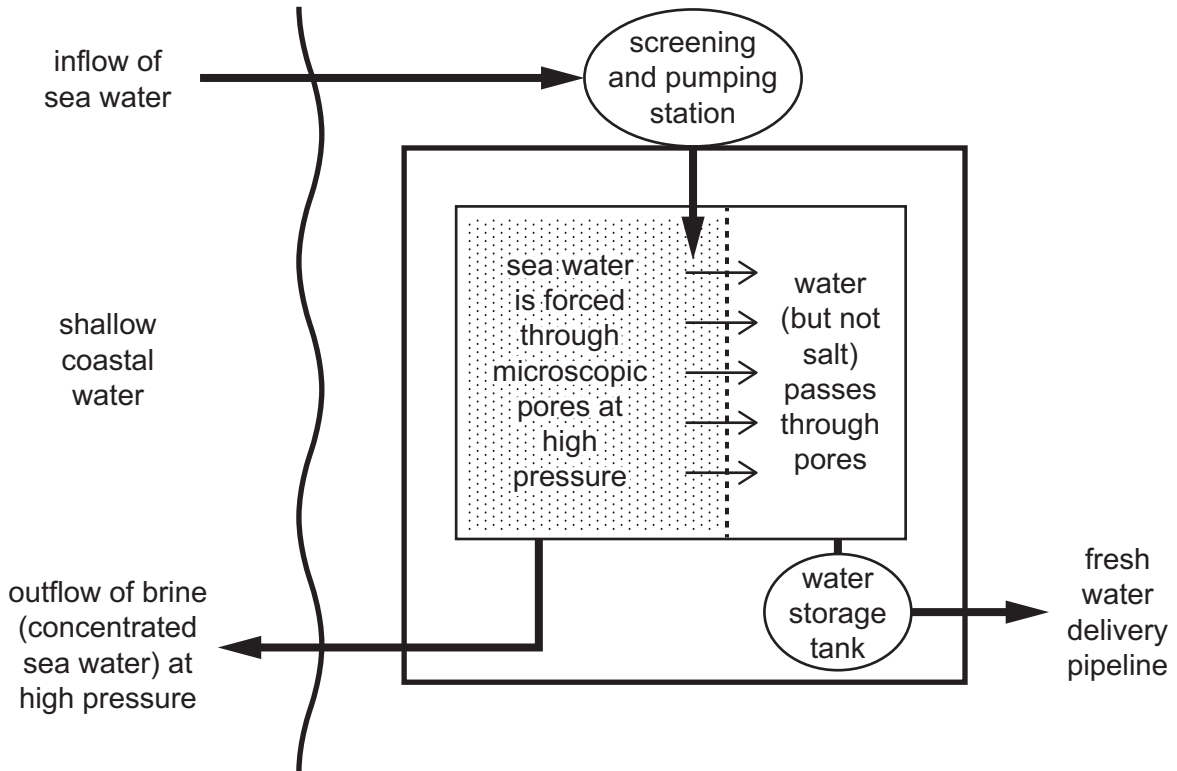 inflow of
sea water
screening
and pumping
station
shallow
coastal
water
sea water
is forced
through
microscopic
pores at
high
pressure
water
(but not
salt)
passes
through
pores
outflow of brine
(concentrated
sea water) at
high pressure
water
storage
tank
fresh
water
delivery
pipeline